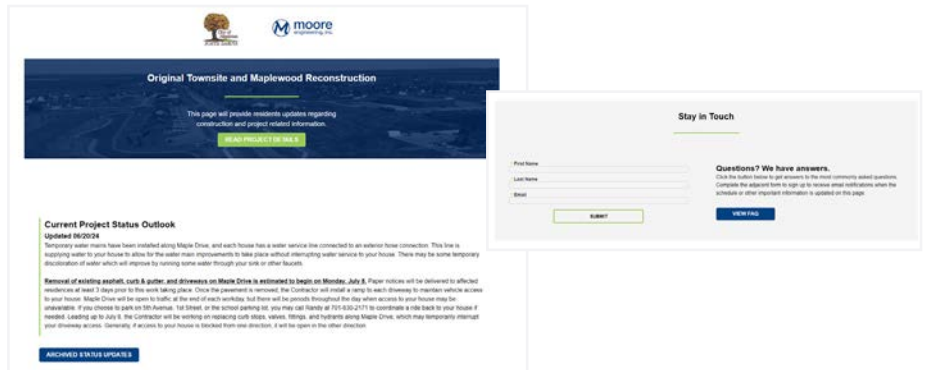 moore
engineering, inc.
Original Townsite and Maplewood Reconstruction
This page will provide residents updates regarding
construction and project related information.
READ PROJECT DETAILS
Current Project Status Outlook
Updated 06/20/24
Temporary water mains have been installed along Maple Drive, and each house has a water service line connected to an exterior hose connection. This line is
supplying water to your house to allow for the water main improvements to take place without interrupting water service to your house. There may be some temporary
discoloration of water which will improve by running some water through your sink or other faucets.
Removal of existing asphalt, curb & gutter, and driveways on Maple Drive is estimated to begin on Monday, July 8. Paper notices will be delivered to affected
residences at least 3 days prior to this work taking place. Once the pavement is removed, the Contractor will install a ramp to each driveway to maintain vehicle access
to your house. Maple Drive will be open to traffic at the end of each workday, but there will be periods throughout the day when access to your house may be
unavailable. If you choose to park on 5th Avenue, 1st Street, or the school parking lot, you may call Randy at 701-830-2171 to coordinate a ride back to your house if
needed. Leading up to July 8, the Contractor will be working on replacing curb stops, valves, fittings, and hydrants along Maple Drive, which may temporarily interrupt
your driveway access. Generally, if access to your house is blocked from one direction, it will be open in the other direction.
ARCHIVED STATUS UPDATES
Stay in Touch
* First Name
* Last Name
* Email
SUBMIT
Questions? We have answers.
Click the button below to get answers to the most commonly asked questions.
Complete the adjacent form to sign up to receive email notifications when the
schedule or other important information is updated on this page.
VIEW FAQ